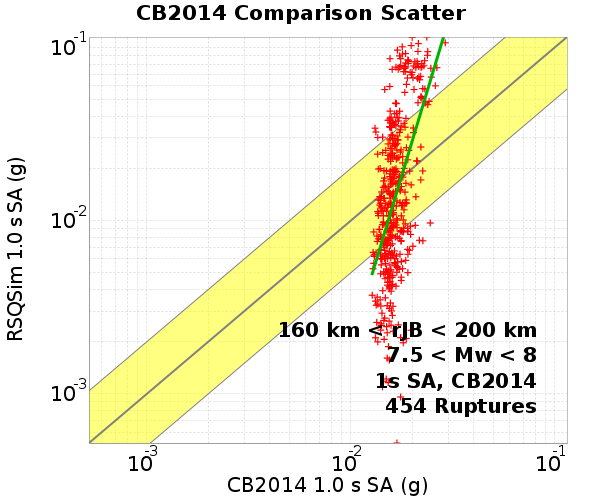 CB2014 Comparison Scatter
10-1
10-2
10-3
RSQSim 1.0 s SA (g)
160 km < rJB < 200 km
7.5 < Mw < 8
1s SA, CB2014
454 Ruptures
10-3 10-2 10-1
CB2014 1.0 s SA (g)